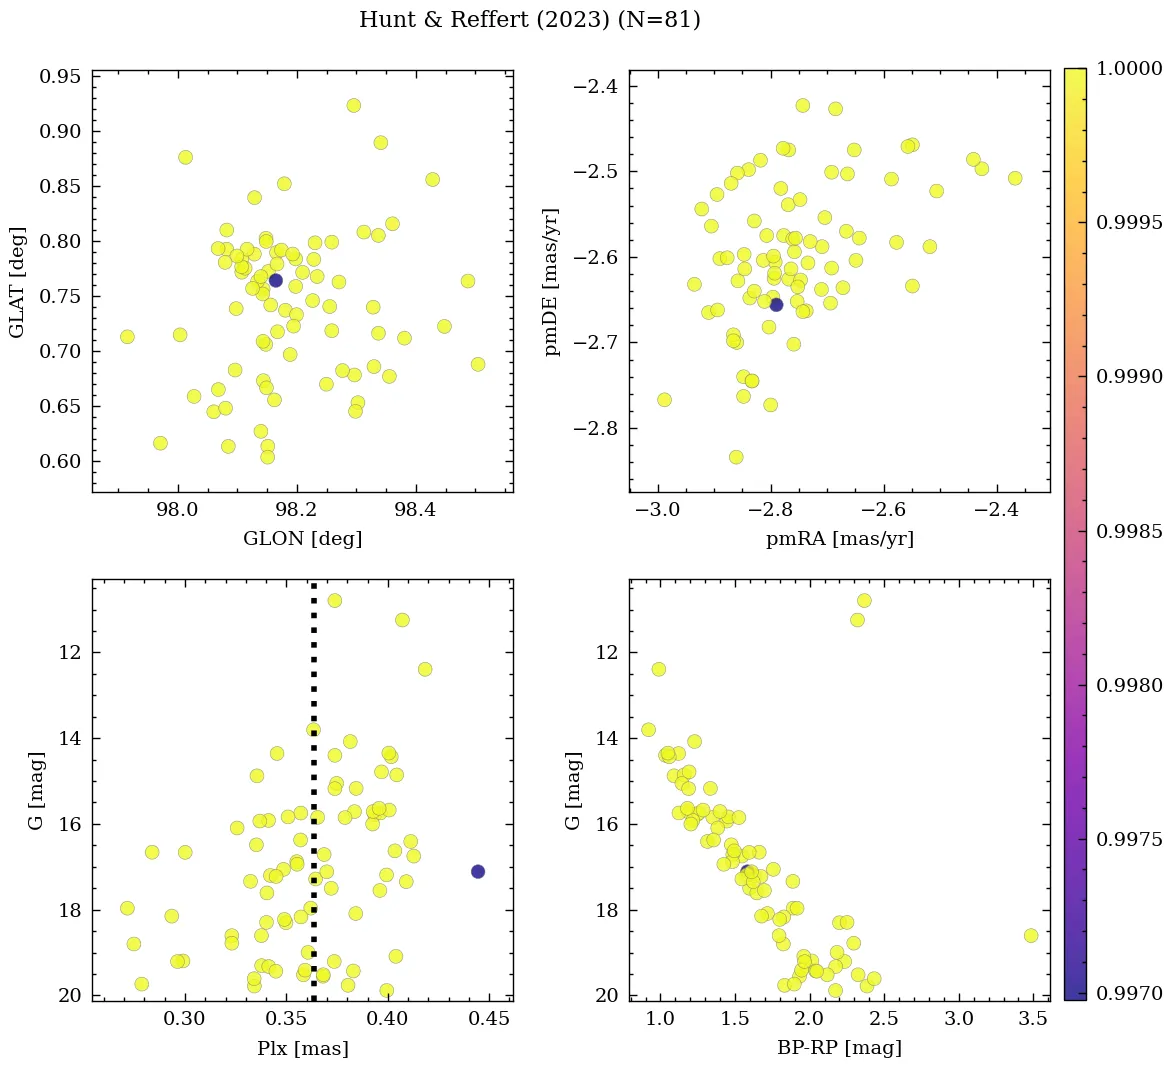 Hunt & Reffert (2023) (N=81)
0.95
0.90
0.85
0.80
0.75
0.70
0.65
0.60
GLAT [deg]
98.0 98.2 98.4
GLON [deg]
−2.4
−2.5
−2.6
−2.7
−2.8
pmDE [mas/yr]
−3.0 −2.8 −2.6 −2.4
pmRA [mas/yr]
12
14
16
18
20
G [mag]
0.30 0.35 0.40 0.45
Plx [mas]
12
14
16
18
20
G [mag]
1.0 1.5 2.0 2.5 3.0 3.5
BP-RP [mag]
1.0000
0.9995
0.9990
0.9985
0.9980
0.9975
0.9970